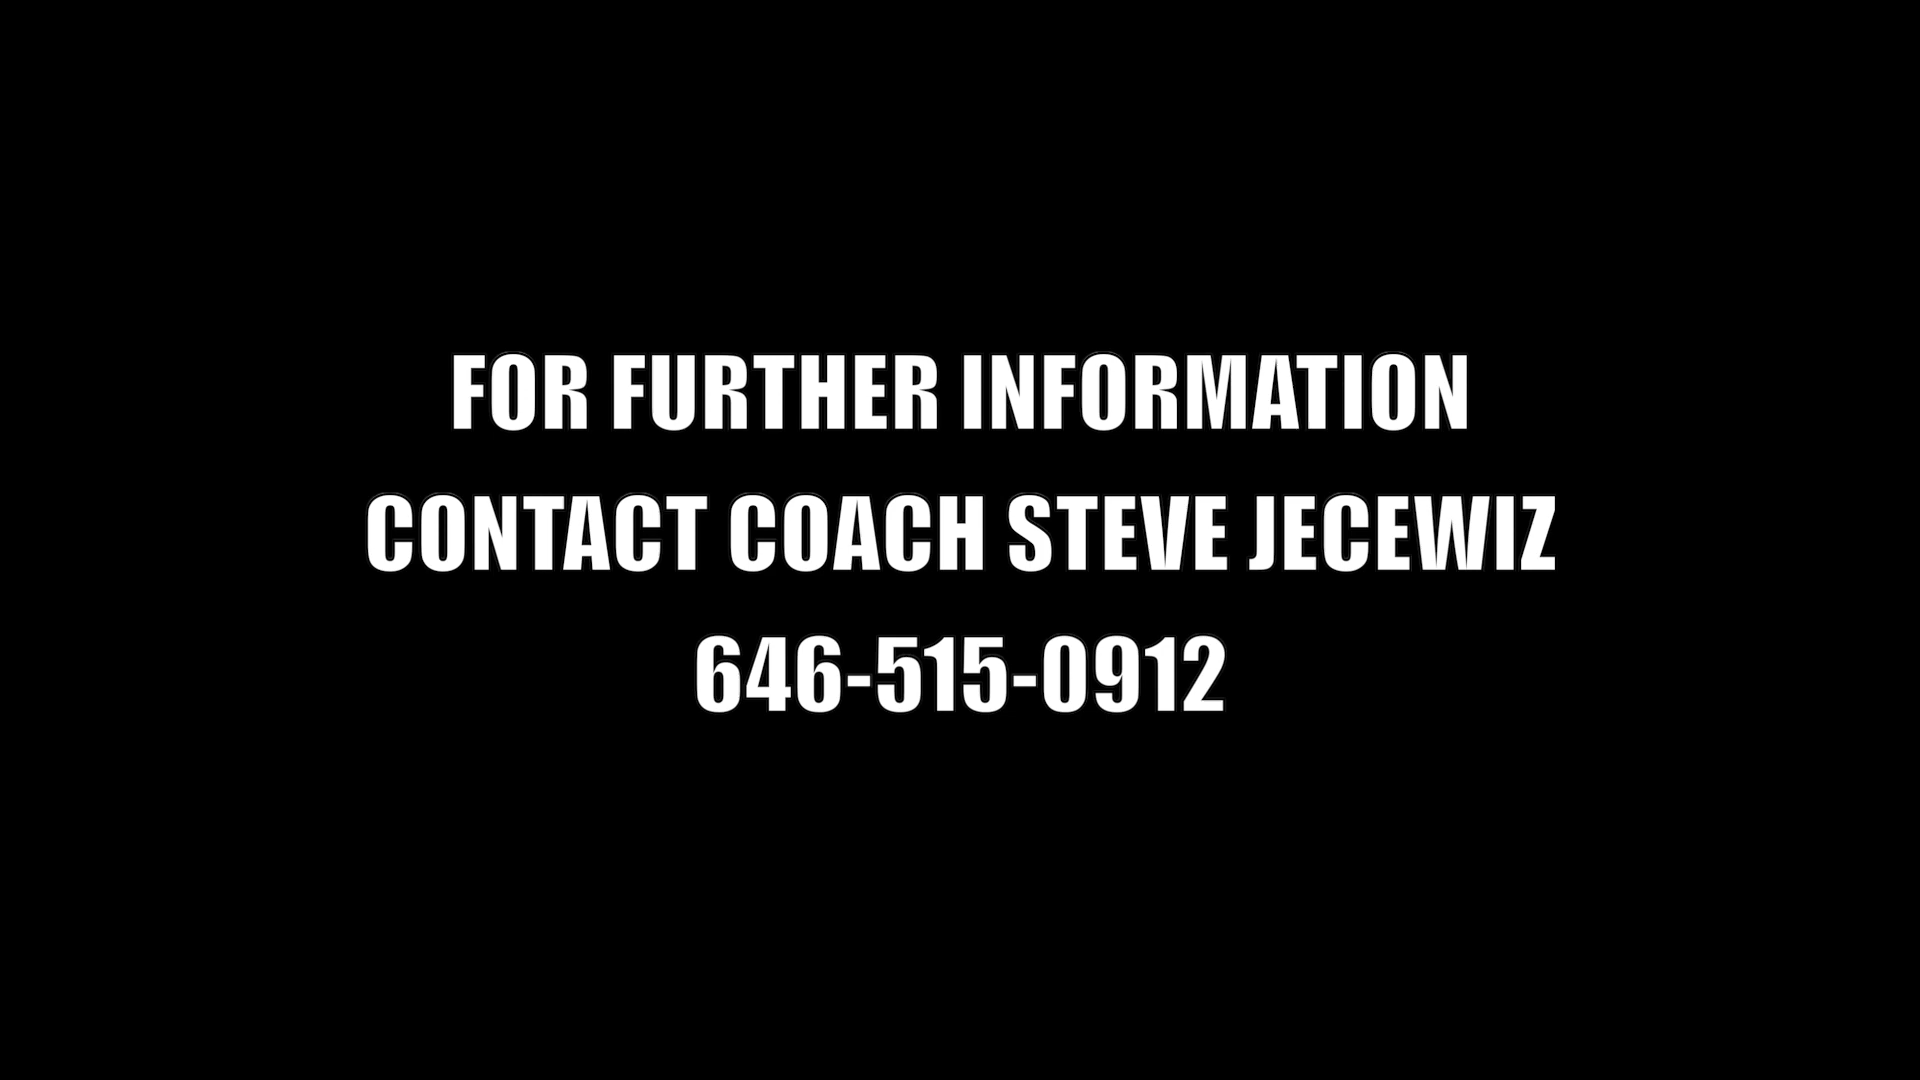 FOR FURTHER INFORMATION
CONTACT COACH STEVE JECEWIZ
646-515-0912